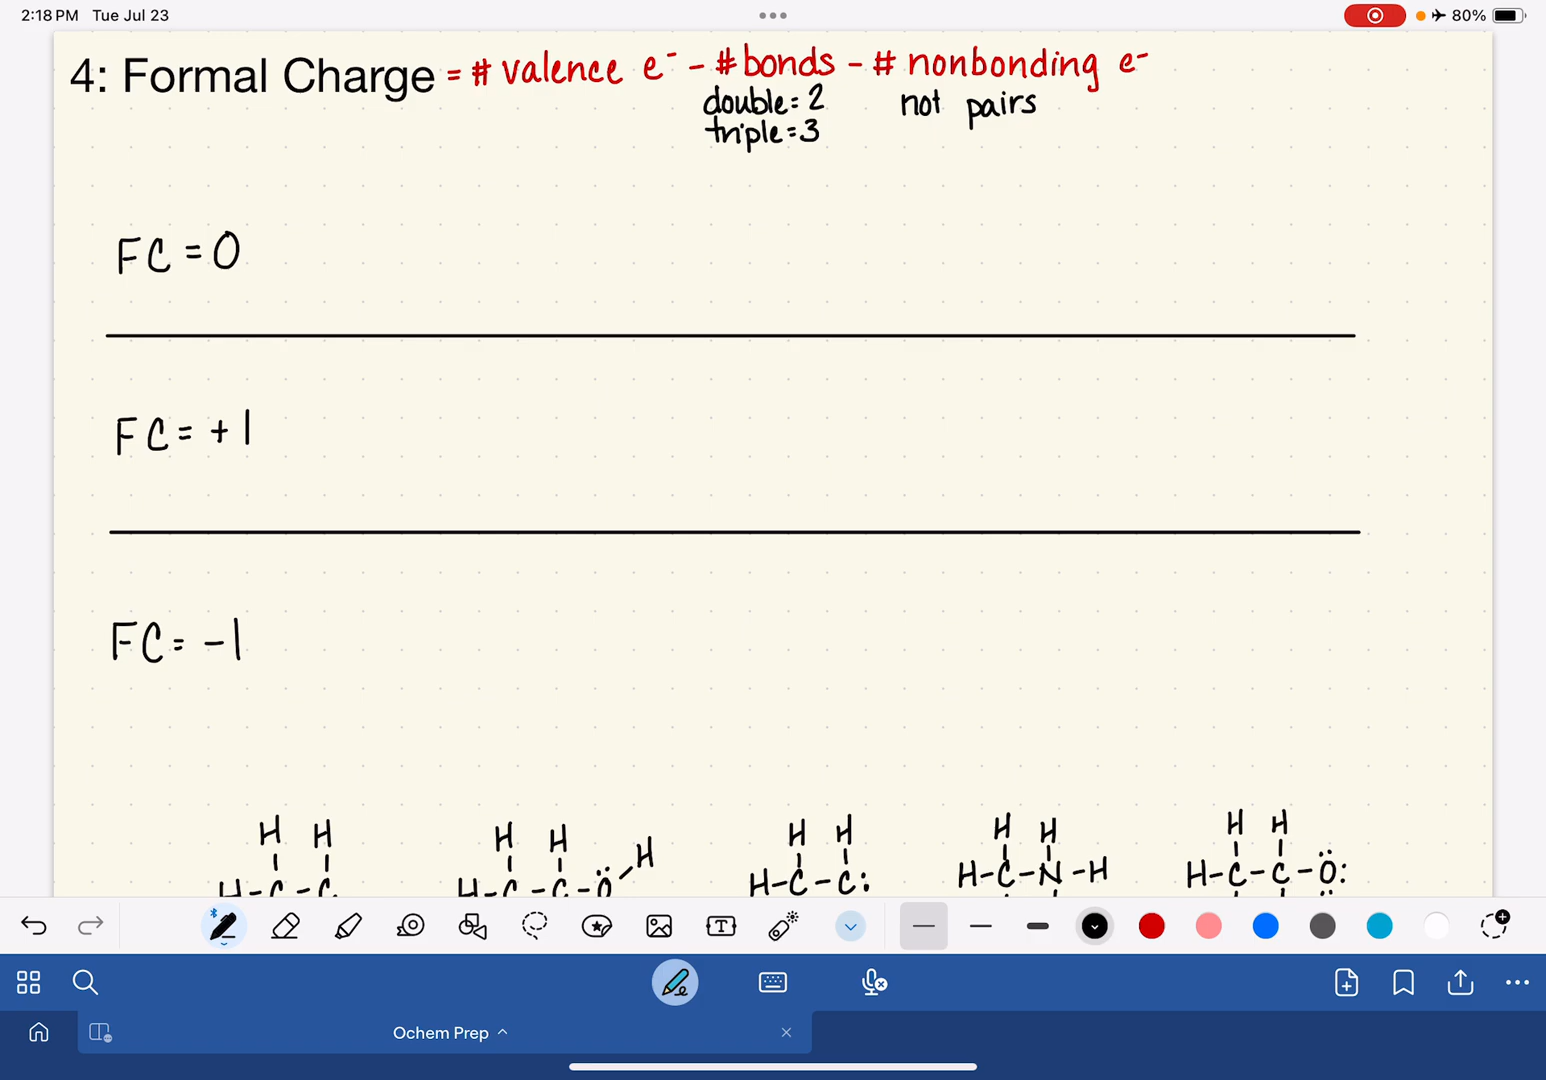 2:18 PM Tue Jul 23
80%
4: Formal Charge = # valence e⁻ - # bonds - # nonbonding e⁻
double = 2 not pairs
triple = 3
FC = 0
FC = +1
FC = -1
H H H H H H H H H H H
H-C-C H-C-C-Ö H-C-C: H-C-N-H H-C-C-Ö:
Ochem Prep